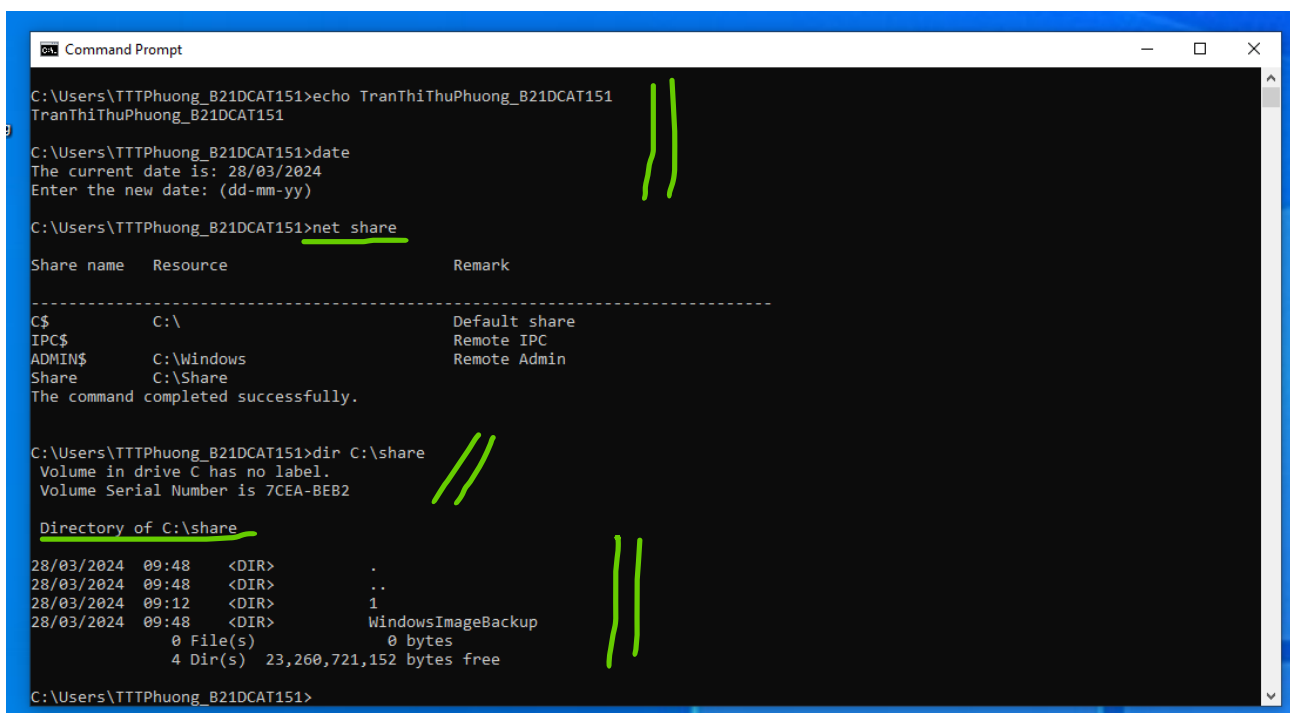 Command Prompt
C:\Users\TTTPhuong_B21DCAT151>echo TranThiThuPhuong_B21DCAT151
TranThiThuPhuong_B21DCAT151
C:\Users\TTTPhuong_B21DCAT151>date
The current date is: 28/03/2024
Enter the new date: (dd-mm-yy)
C:\Users\TTTPhuong_B21DCAT151>net share
Share name   Resource                        Remark
-------------------------------------------------------------------------------
C$           C:\                             Default share
IPC$                                         Remote IPC
ADMIN$       C:\Windows                      Remote Admin
Share        C:\Share
The command completed successfully.
C:\Users\TTTPhuong_B21DCAT151>dir C:\share
 Volume in drive C has no label.
 Volume Serial Number is 7CEA-BEB2
 Directory of C:\share
28/03/2024  09:48    <DIR>          .
28/03/2024  09:48    <DIR>          ..
28/03/2024  09:12    <DIR>          1
28/03/2024  09:48    <DIR>          WindowsImageBackup
               0 File(s)              0 bytes
               4 Dir(s)  23,260,721,152 bytes free
C:\Users\TTTPhuong_B21DCAT151>